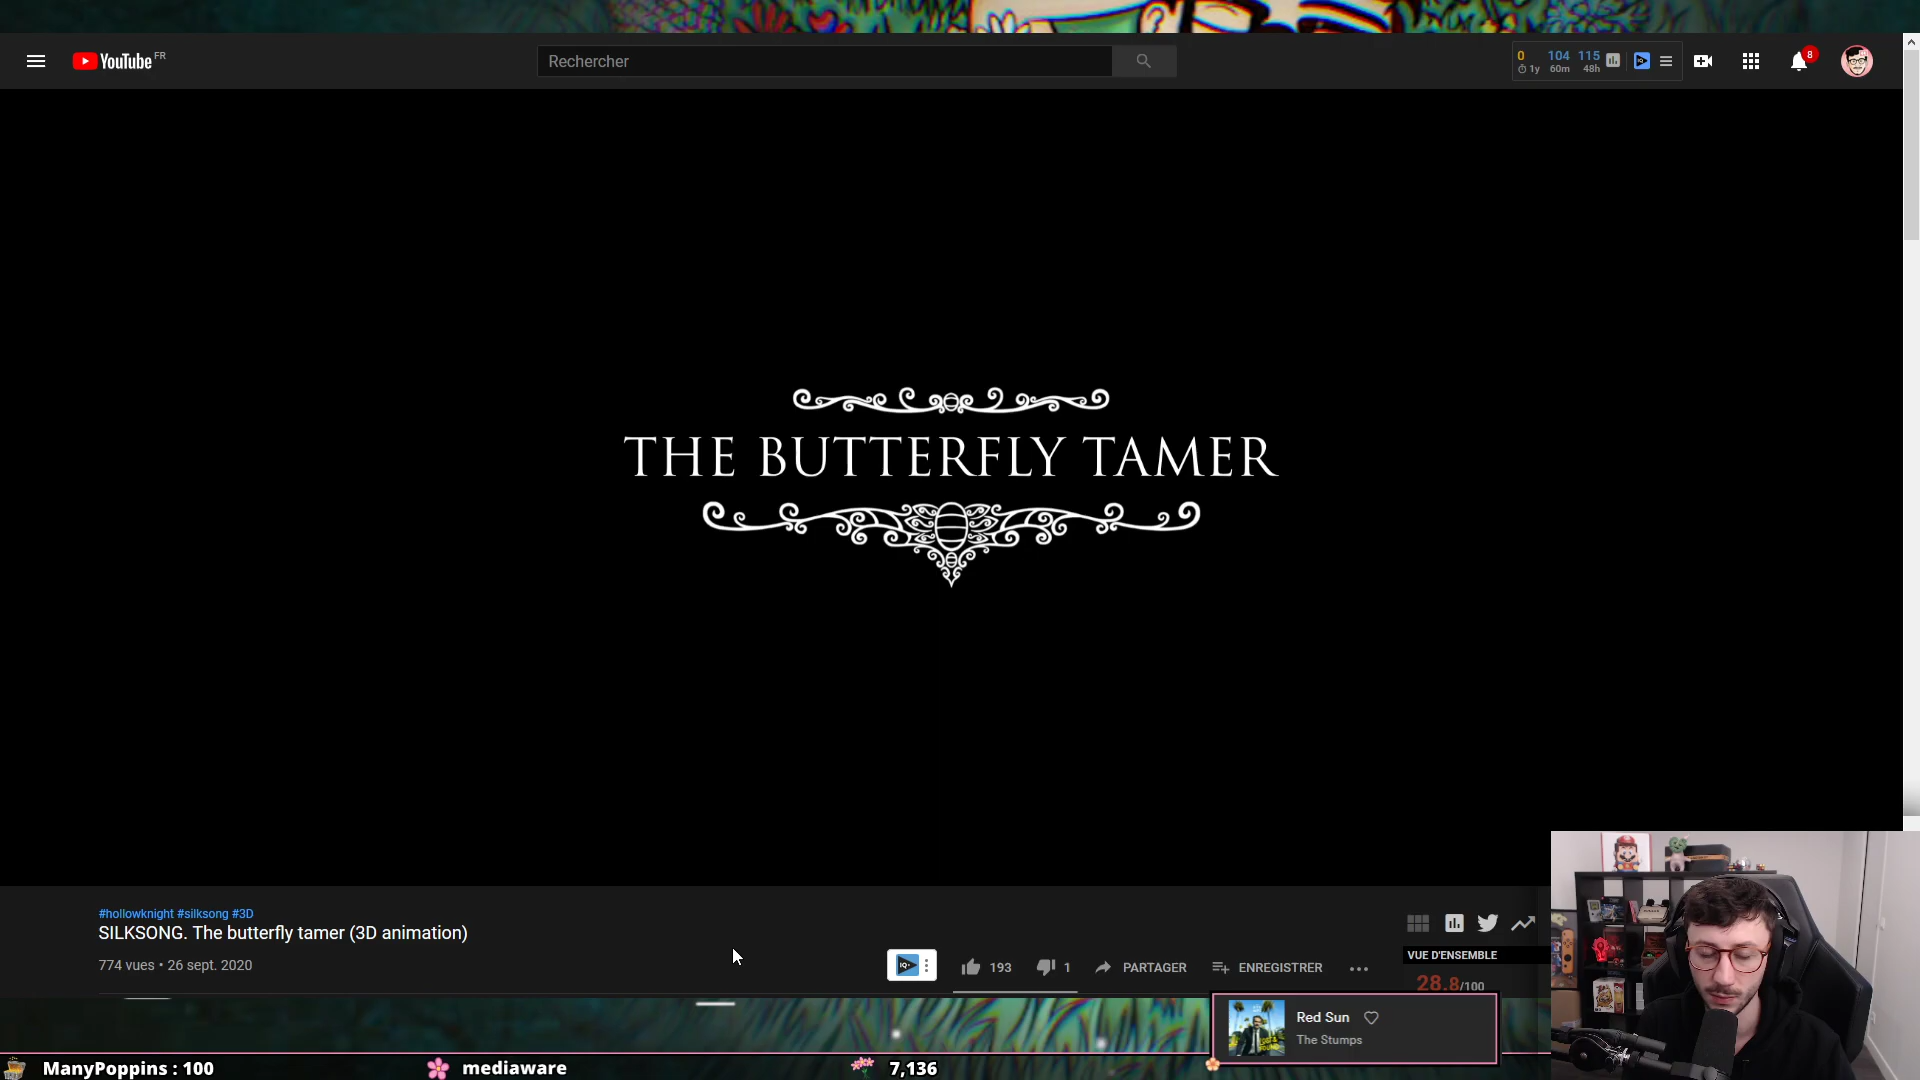 YouTube FR
Rechercher
0 104 115
1y 60m 48h
8
THE BUTTERFLY TAMER
#hollowknight #silksong #3D
SILKSONG. The butterfly tamer (3D animation)
774 vues • 26 sept. 2020
IQ
193
1
PARTAGER
ENREGISTRER
VUE D'ENSEMBLE
28.8/100
Red Sun
The Stumps
ManyPoppins : 100
mediaware
7,136